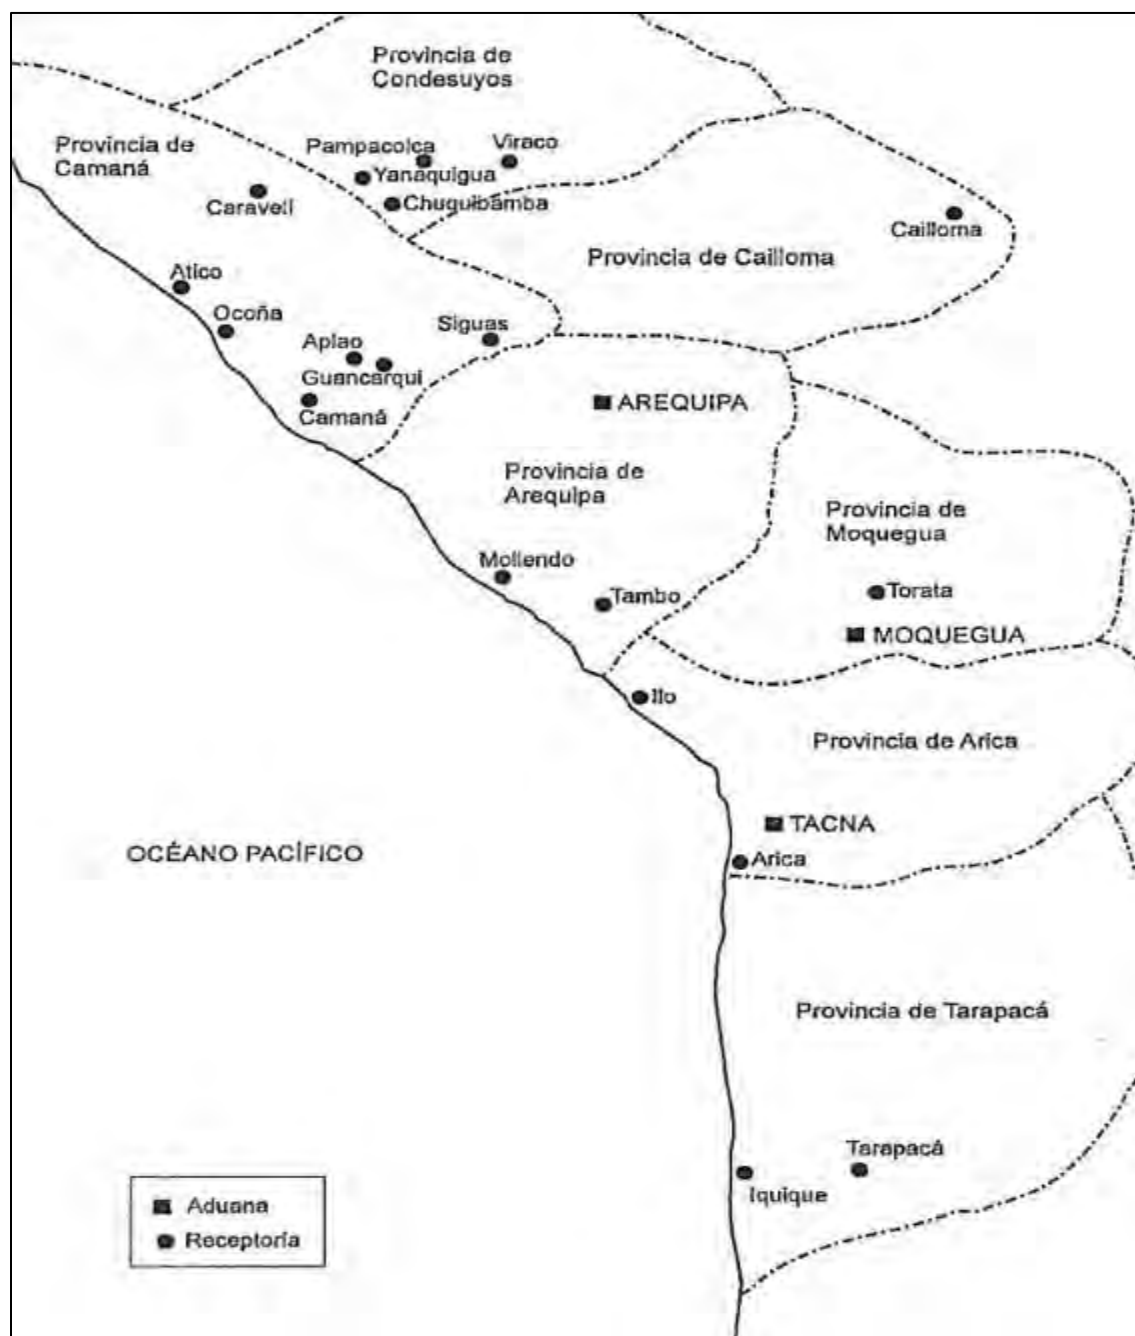 Provincia de
Condesuyos
Provincia de
Camaná
Pampacolca
Viraco
Yanaquigua
Chuquibamba
Caravelí
Cailloma
Provincia de Cailloma
Atico
Ocoña
Siguas
Aplao
Guancarqui
Camaná
AREQUIPA
Provincia de
Arequipa
Provincia de
Moquegua
Mollendo
Tambo
Torata
MOQUEGUA
Ilo
Provincia de Arica
TACNA
Arica
OCÉANO PACÍFICO
Provincia de Tarapacá
Tarapacá
Iquique
Aduana
Receptoría